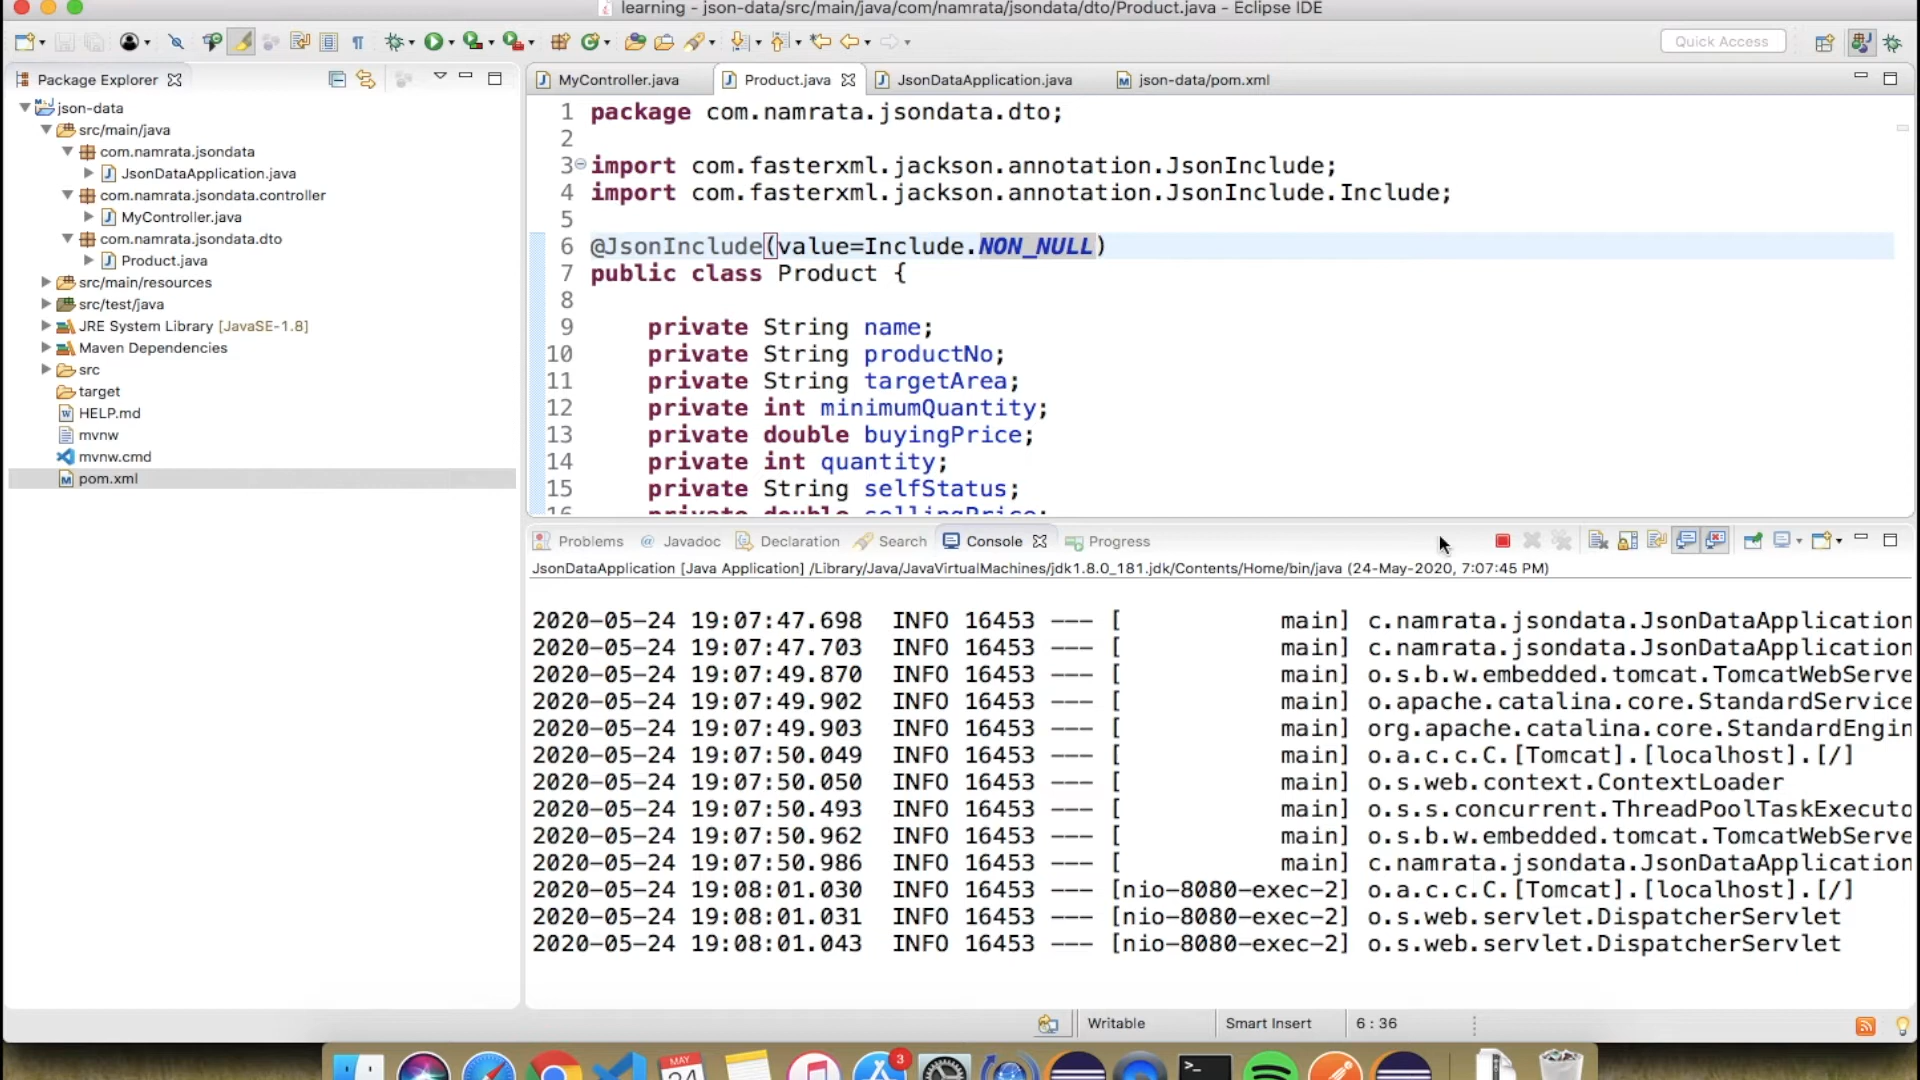 learning - json-data/src/main/java/com/namrata/jsondata/dto/Product.java - Eclipse IDE
Quick Access
Package Explorer
json-data
src/main/java
com.namrata.jsondata
JsonDataApplication.java
com.namrata.jsondata.controller
MyController.java
com.namrata.jsondata.dto
Product.java
src/main/resources
src/test/java
JRE System Library [JavaSE-1.8]
Maven Dependencies
src
target
HELP.md
mvnw
mvnw.cmd
pom.xml
MyController.java
Product.java
JsonDataApplication.java
json-data/pom.xml
1 package com.namrata.jsondata.dto;
2
3 import com.fasterxml.jackson.annotation.JsonInclude;
4 import com.fasterxml.jackson.annotation.JsonInclude.Include;
5
6 @JsonInclude(value=Include.NON_NULL)
7 public class Product {
8
9 private String name;
10 private String productNo;
11 private String targetArea;
12 private int minimumQuantity;
13 private double buyingPrice;
14 private int quantity;
15 private String selfStatus;
16 private double sellingPrice;
Problems
Javadoc
Declaration
Search
Console
Progress
JsonDataApplication [Java Application] /Library/Java/JavaVirtualMachines/jdk1.8.0_181.jdk/Contents/Home/bin/java (24-May-2020, 7:07:45 PM)
2020-05-24 19:07:47.698 INFO 16453 --- [ main] c.namrata.jsondata.JsonDataApplication
2020-05-24 19:07:47.703 INFO 16453 --- [ main] c.namrata.jsondata.JsonDataApplication
2020-05-24 19:07:49.870 INFO 16453 --- [ main] o.s.b.w.embedded.tomcat.TomcatWebServe
2020-05-24 19:07:49.902 INFO 16453 --- [ main] o.apache.catalina.core.StandardService
2020-05-24 19:07:49.903 INFO 16453 --- [ main] org.apache.catalina.core.StandardEngin
2020-05-24 19:07:50.049 INFO 16453 --- [ main] o.a.c.c.C.[Tomcat].[localhost].[/]
2020-05-24 19:07:50.050 INFO 16453 --- [ main] o.s.web.context.ContextLoader
2020-05-24 19:07:50.493 INFO 16453 --- [ main] o.s.s.concurrent.ThreadPoolTaskExecuto
2020-05-24 19:07:50.962 INFO 16453 --- [ main] o.s.b.w.embedded.tomcat.TomcatWebServe
2020-05-24 19:07:50.986 INFO 16453 --- [ main] c.namrata.jsondata.JsonDataApplication
2020-05-24 19:08:01.030 INFO 16453 --- [nio-8080-exec-2] o.a.c.c.C.[Tomcat].[localhost].[/]
2020-05-24 19:08:01.031 INFO 16453 --- [nio-8080-exec-2] o.s.web.servlet.DispatcherServlet
2020-05-24 19:08:01.043 INFO 16453 --- [nio-8080-exec-2] o.s.web.servlet.DispatcherServlet
Writable
Smart Insert
6 : 36
MAY
24
3